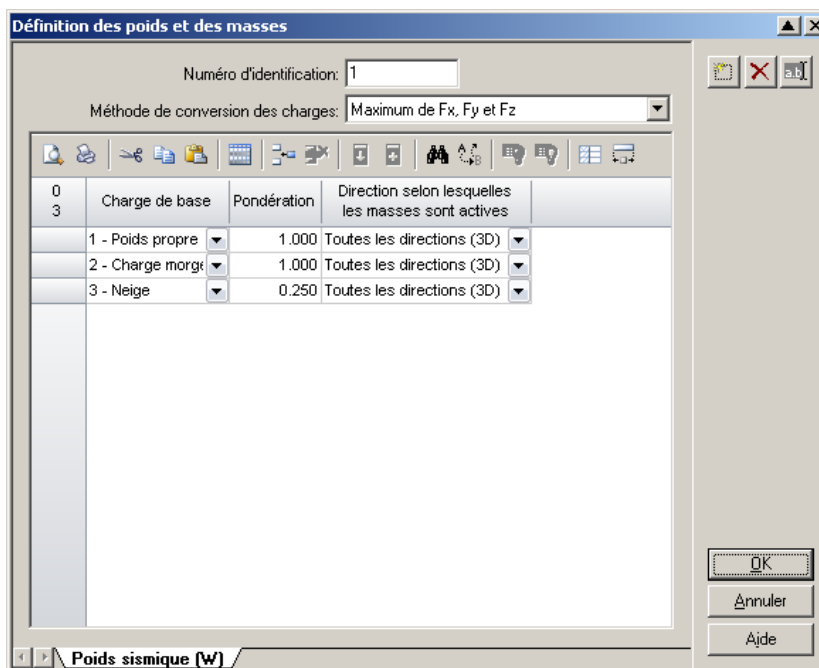 Définition des poids et des masses
Numéro d'identification: 1
Méthode de conversion des charges: Maximum de Fx, Fy et Fz
0
3
Charge de base Pondération Direction selon lesquelles
les masses sont actives
1 - Poids propre 1.000 Toutes les directions (3D)
2 - Charge morge 1.000 Toutes les directions (3D)
3 - Neige 0.250 Toutes les directions (3D)
OK
Annuler
Aide
Poids sismique (W)